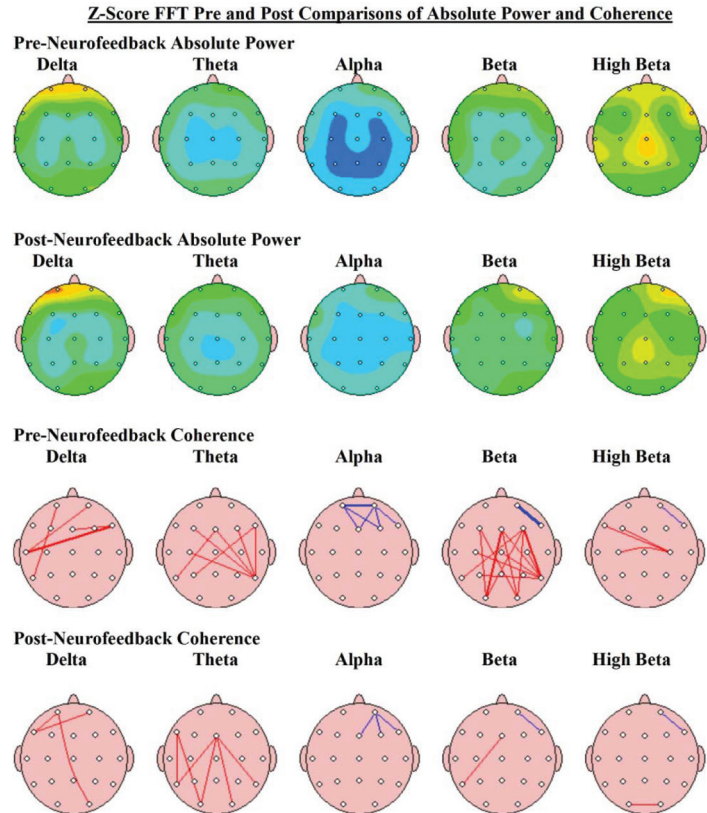 Z-Score FFT Pre and Post Comparisons of Absolute Power and Coherence
Pre-Neurofeedback Absolute Power
Delta Theta Alpha Beta High Beta
Post-Neurofeedback Absolute Power
Delta Theta Alpha Beta High Beta
Pre-Neurofeedback Coherence
Delta Theta Alpha Beta High Beta
Post-Neurofeedback Coherence
Delta Theta Alpha Beta High Beta